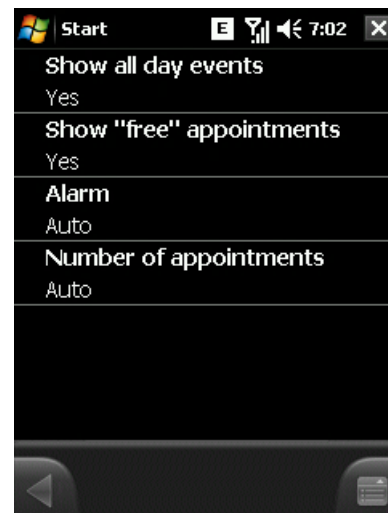 Start E 7:02 X
Show all day events
Yes
Show "free" appointments
Yes
Alarm
Auto
Number of appointments
Auto